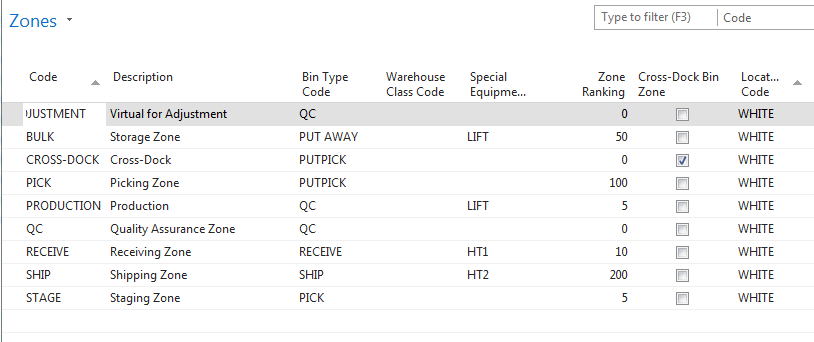 Zones
Type to filter (F3) Code
Code Description Bin Type Code Warehouse Class Code Special Equipme... Zone Ranking Cross-Dock Bin Zone Locat... Code
JUSTMENT Virtual for Adjustment QC 0 WHITE
BULK Storage Zone PUT AWAY LIFT 50 WHITE
CROSS-DOCK Cross-Dock PUTPICK 0 WHITE
PICK Picking Zone PUTPICK 100 WHITE
PRODUCTION Production QC LIFT 5 WHITE
QC Quality Assurance Zone QC 0 WHITE
RECEIVE Receiving Zone RECEIVE HT1 10 WHITE
SHIP Shipping Zone SHIP HT2 200 WHITE
STAGE Staging Zone PICK 5 WHITE